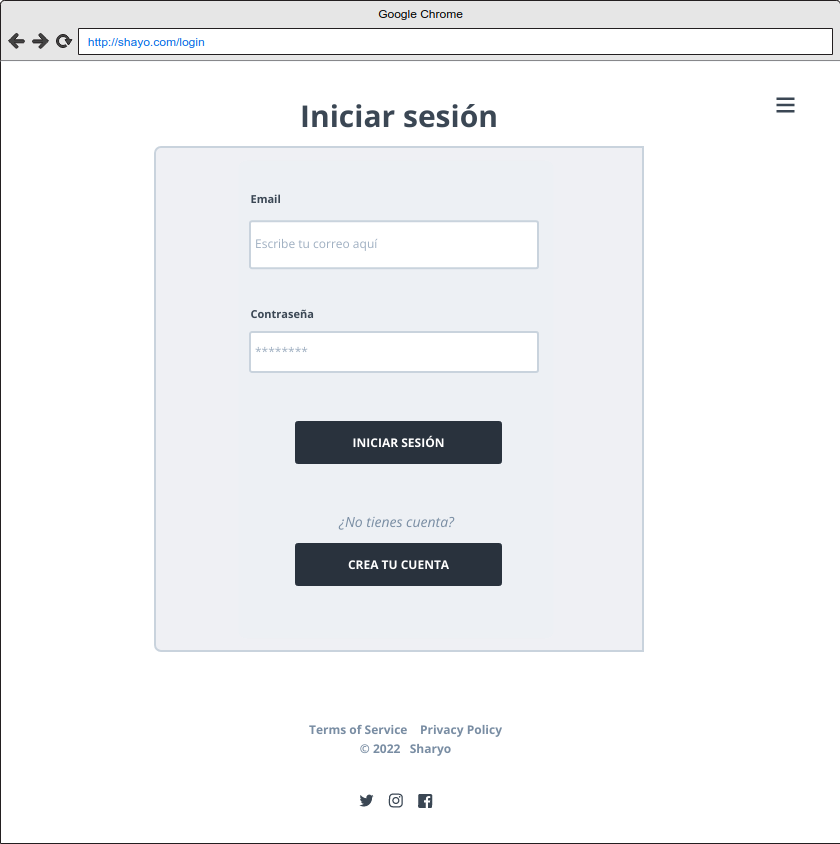 Google Chrome
http://shayo.com/login
Iniciar sesión
Email
Escribe tu correo aquí
Contraseña
********
INICIAR SESIÓN
¿No tienes cuenta?
CREA TU CUENTA
Terms of Service Privacy Policy
© 2022 Sharyo